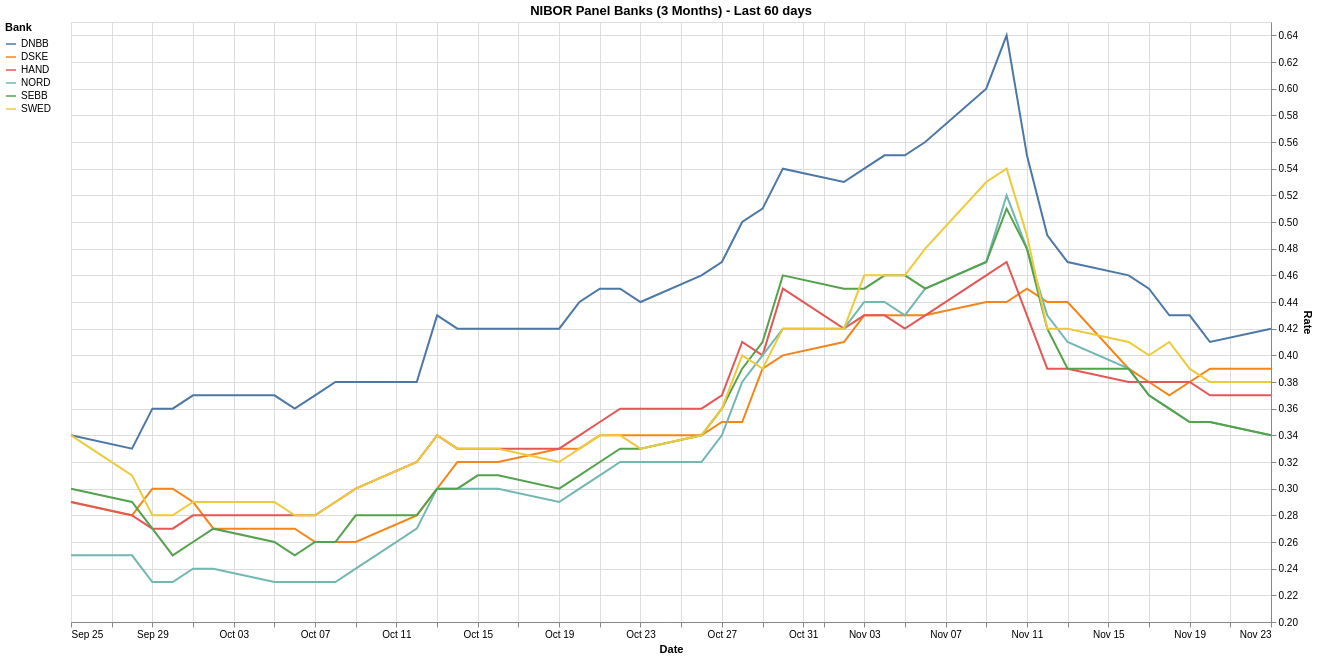 NIBOR Panel Banks (3 Months) - Last 60 days
Bank
DNBB
DSKE
HAND
NORD
SEBB
SWED
0.64
0.62
0.60
0.58
0.56
0.54
0.52
0.50
0.48
0.46
0.44
0.42
0.40
0.38
0.36
0.34
0.32
0.30
0.28
0.26
0.24
0.22
0.20
Rate
Sep 25 Sep 29 Oct 03 Oct 07 Oct 11 Oct 15 Oct 19 Oct 23 Oct 27 Oct 31 Nov 03 Nov 07 Nov 11 Nov 15 Nov 19 Nov 23
Date